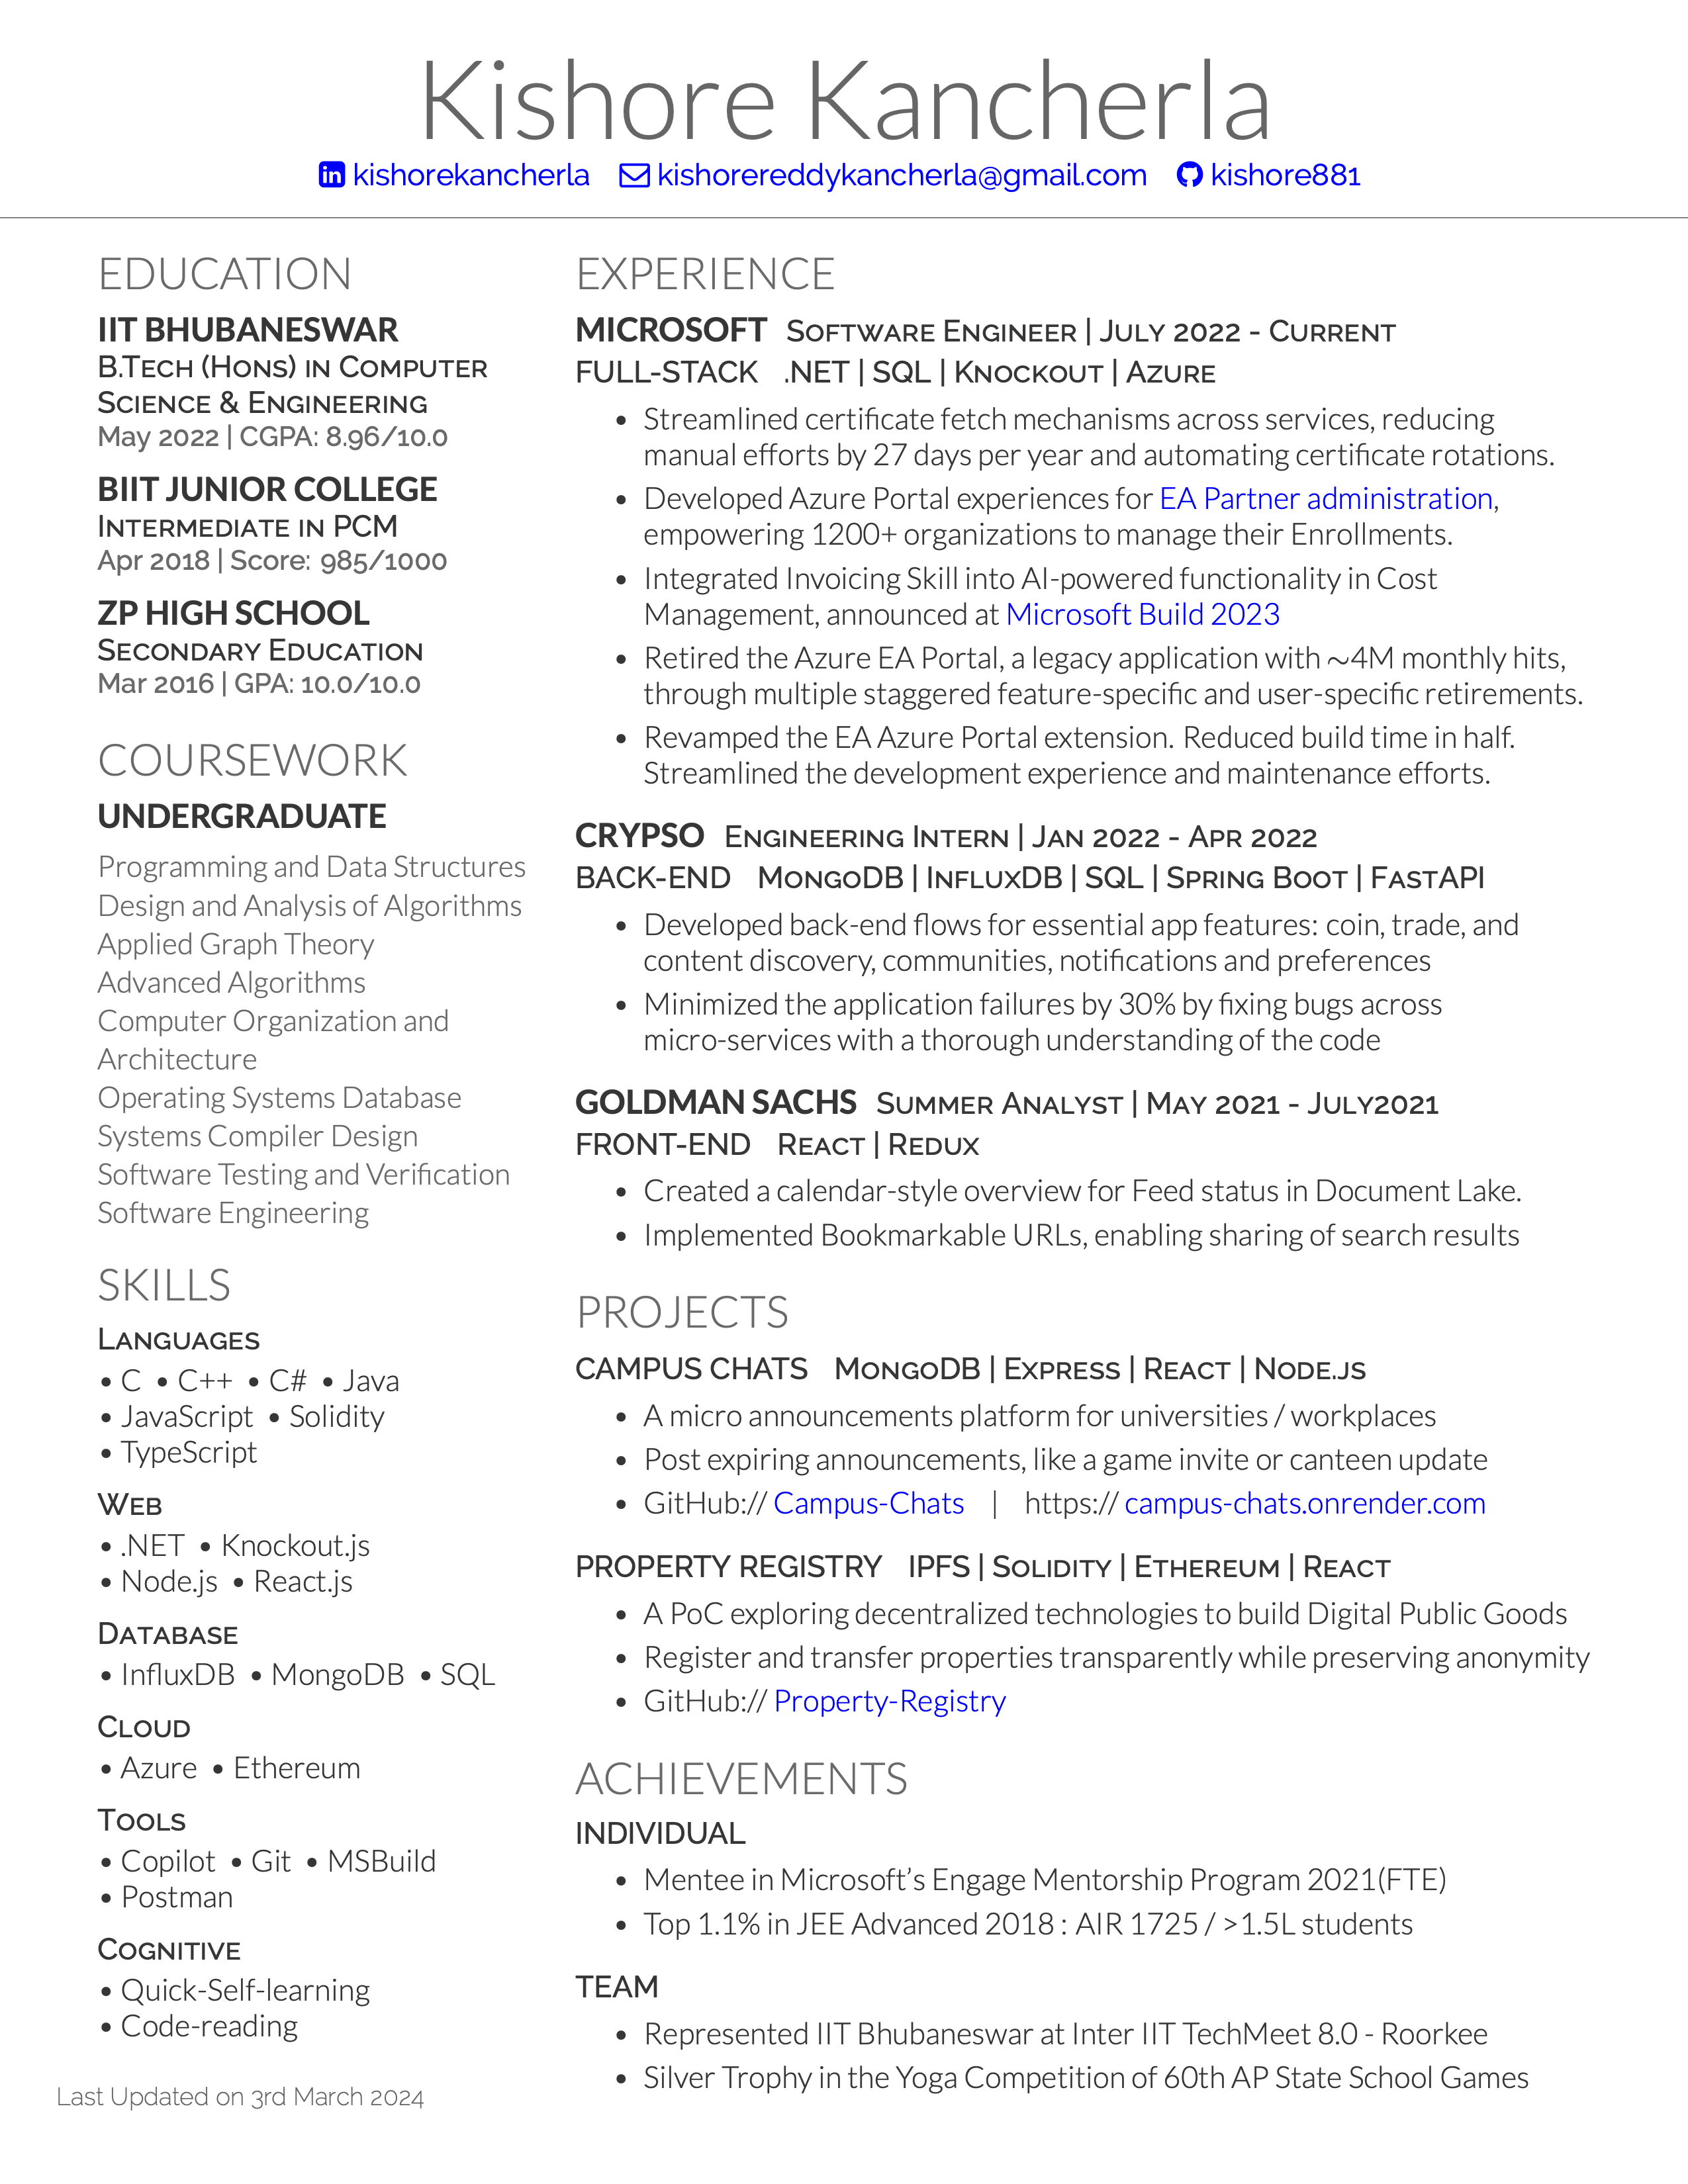 Kishore Kancherla
kishorekancherla kishorereddykancherla@gmail.com kishore881
EDUCATION
IIT BHUBANESWAR
B.Tech (Hons) in Computer
Science & Engineering
May 2022 | CGPA: 8.96/10.0
BIIT JUNIOR COLLEGE
Intermediate in PCM
Apr 2018 | Score: 985/1000
ZP HIGH SCHOOL
Secondary Education
Mar 2016 | GPA: 10.0/10.0
COURSEWORK
UNDERGRADUATE
Programming and Data Structures
Design and Analysis of Algorithms
Applied Graph Theory
Advanced Algorithms
Computer Organization and
Architecture
Operating Systems Database
Systems Compiler Design
Software Testing and Verification
Software Engineering
SKILLS
Languages
• C • C++ • C# • Java
• JavaScript • Solidity
• TypeScript
Web
• .NET • Knockout.js
• Node.js • React.js
Database
• InfluxDB • MongoDB • SQL
Cloud
• Azure • Ethereum
Tools
• Copilot • Git • MSBuild
• Postman
Cognitive
• Quick-Self-learning
• Code-reading
EXPERIENCE
MICROSOFT Software Engineer | July 2022 - Current
FULL-STACK .NET | SQL | Knockout | Azure
• Streamlined certificate fetch mechanisms across services, reducing
manual efforts by 27 days per year and automating certificate rotations.
• Developed Azure Portal experiences for EA Partner administration,
empowering 1200+ organizations to manage their Enrollments.
• Integrated Invoicing Skill into AI-powered functionality in Cost
Management, announced at Microsoft Build 2023
• Retired the Azure EA Portal, a legacy application with ~4M monthly hits,
through multiple staggered feature-specific and user-specific retirements.
• Revamped the EA Azure Portal extension. Reduced build time in half.
Streamlined the development experience and maintenance efforts.
CRYPSO Engineering Intern | Jan 2022 - Apr 2022
BACK-END MongoDB | InfluxDB | SQL | Spring Boot | FastAPI
• Developed back-end flows for essential app features: coin, trade, and
content discovery, communities, notifications and preferences
• Minimized the application failures by 30% by fixing bugs across
micro-services with a thorough understanding of the code
GOLDMAN SACHS Summer Analyst | May 2021 - July2021
FRONT-END React | Redux
• Created a calendar-style overview for Feed status in Document Lake.
• Implemented Bookmarkable URLs, enabling sharing of search results
PROJECTS
CAMPUS CHATS MongoDB | Express | React | Node.js
• A micro announcements platform for universities / workplaces
• Post expiring announcements, like a game invite or canteen update
• GitHub:// Campus-Chats | https:// campus-chats.onrender.com
PROPERTY REGISTRY IPFS | Solidity | Ethereum | React
• A PoC exploring decentralized technologies to build Digital Public Goods
• Register and transfer properties transparently while preserving anonymity
• GitHub:// Property-Registry
ACHIEVEMENTS
INDIVIDUAL
• Mentee in Microsoft's Engage Mentorship Program 2021(FTE)
• Top 1.1% in JEE Advanced 2018 : AIR 1725 / >1.5L students
TEAM
• Represented IIT Bhubaneswar at Inter IIT TechMeet 8.0 - Roorkee
• Silver Trophy in the Yoga Competition of 60th AP State School Games
Last Updated on 3rd March 2024